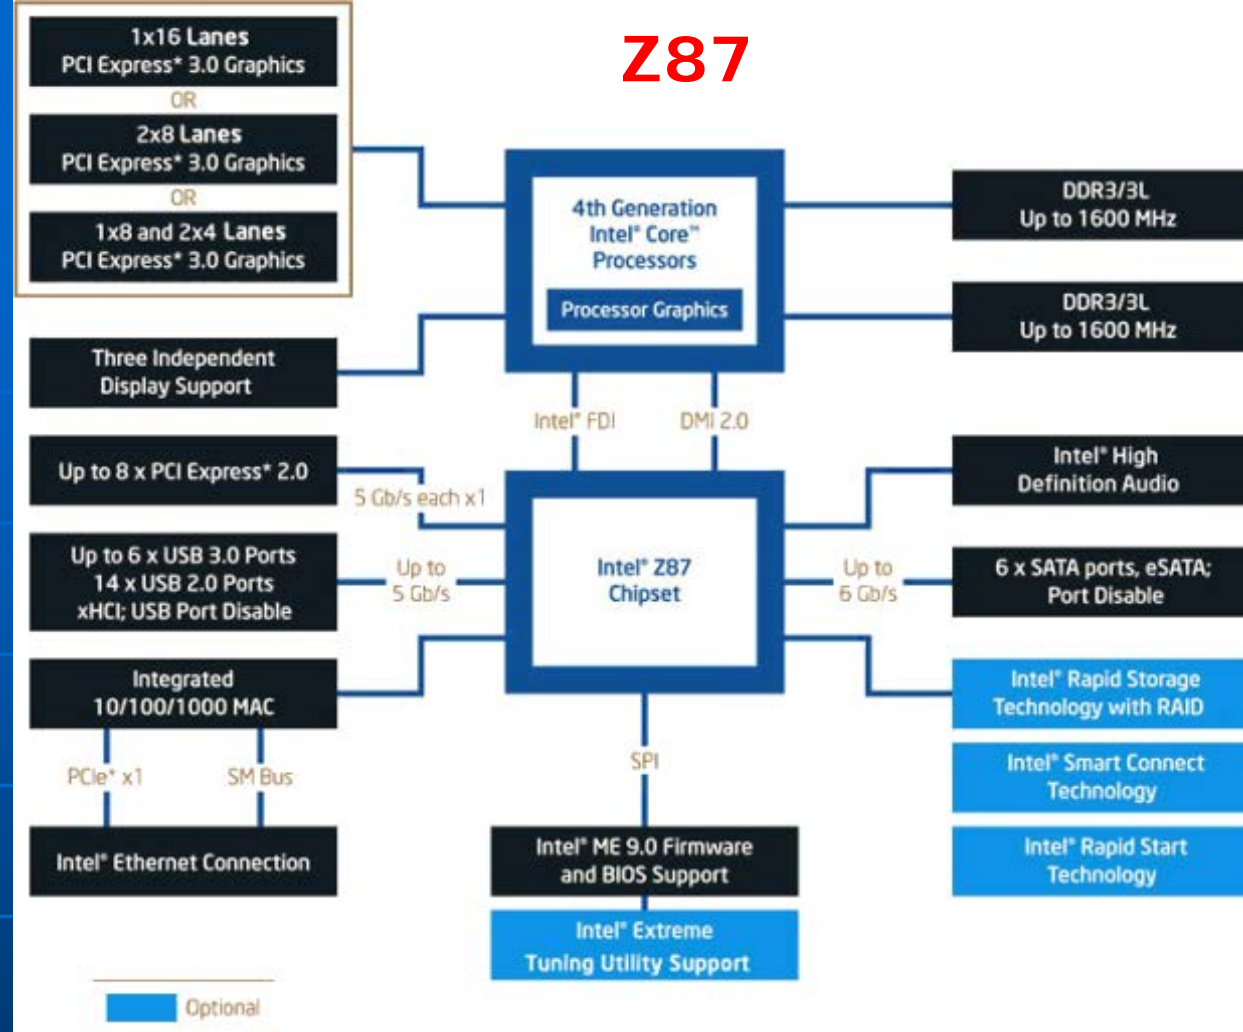 Z87
1x16 Lanes
PCI Express* 3.0 Graphics
OR
2x8 Lanes
PCI Express* 3.0 Graphics
OR
1x8 and 2x4 Lanes
PCI Express* 3.0 Graphics
4th Generation
Intel® Core™
Processors
Processor Graphics
DDR3/3L
Up to 1600 MHz
DDR3/3L
Up to 1600 MHz
Three Independent
Display Support
Intel® FDI
DMI 2.0
Up to 8 x PCI Express* 2.0
5 Gb/s each x1
Intel® High
Definition Audio
Up to 6 x USB 3.0 Ports
14 x USB 2.0 Ports
xHCI; USB Port Disable
Up to
5 Gb/s
Intel® Z87
Chipset
Up to
6 Gb/s
6 x SATA ports, eSATA;
Port Disable
Integrated
10/100/1000 MAC
Intel® Rapid Storage
Technology with RAID
PCIe* x1
SM Bus
SPI
Intel® Smart Connect
Technology
Intel® Ethernet Connection
Intel® ME 9.0 Firmware
and BIOS Support
Intel® Rapid Start
Technology
Intel® Extreme
Tuning Utility Support
Optional